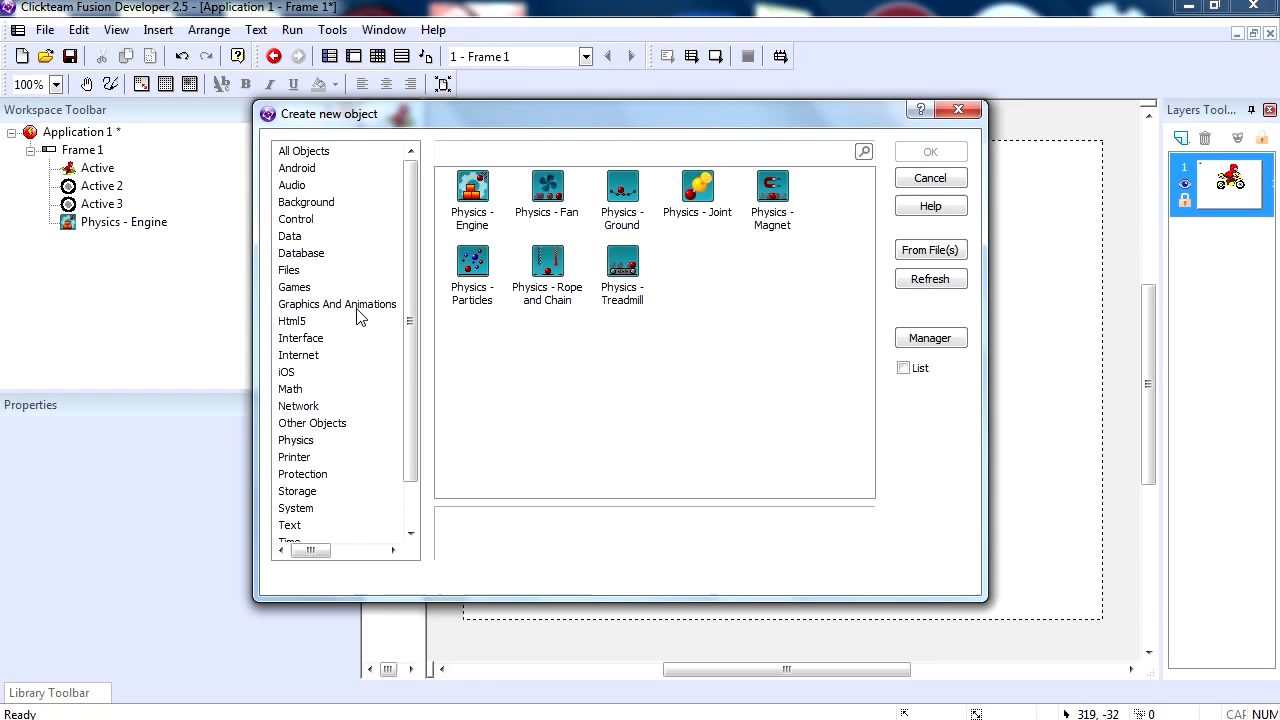 Clickteam Fusion Developer 2.5 - [Application 1 - Frame 1*]
File Edit View Insert Arrange Text Run Tools Window Help
1 - Frame 1
100%
Workspace Toolbar
Application 1 *
Frame 1
Active
Active 2
Active 3
Physics - Engine
Properties
Library Toolbar
Ready
Create new object
All Objects
Android
Audio
Background
Control
Data
Database
Files
Games
Graphics And Animations
Html5
Interface
Internet
iOS
Math
Network
Other Objects
Physics
Printer
Protection
Storage
System
Text
Time
Physics - Engine
Physics - Fan
Physics - Ground
Physics - Joint
Physics - Magnet
Physics - Particles
Physics - Rope and Chain
Physics - Treadmill
OK
Cancel
Help
From File(s)
Refresh
Manager
List
Layers Tool...
1
319, -32
0
CAP NUM